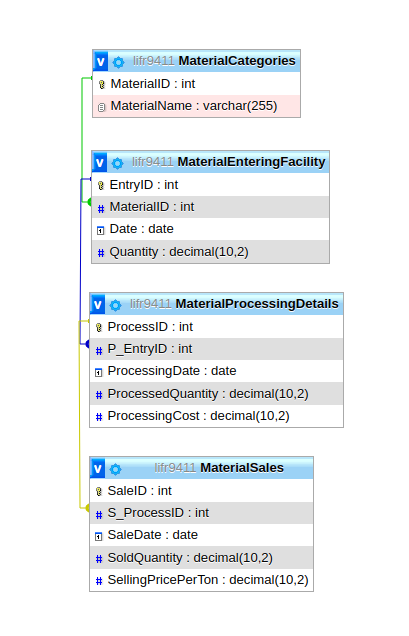 v lifr9411 MaterialCategories
MaterialID : int
MaterialName : varchar(255)
v lifr9411 MaterialEnteringFacility
EntryID : int
# MaterialID : int
Date : date
# Quantity : decimal(10,2)
v lifr9411 MaterialProcessingDetails
ProcessID : int
# P_EntryID : int
ProcessingDate : date
# ProcessedQuantity : decimal(10,2)
# ProcessingCost : decimal(10,2)
v lifr9411 MaterialSales
SaleID : int
# S_ProcessID : int
SaleDate : date
# SoldQuantity : decimal(10,2)
# SellingPricePerTon : decimal(10,2)